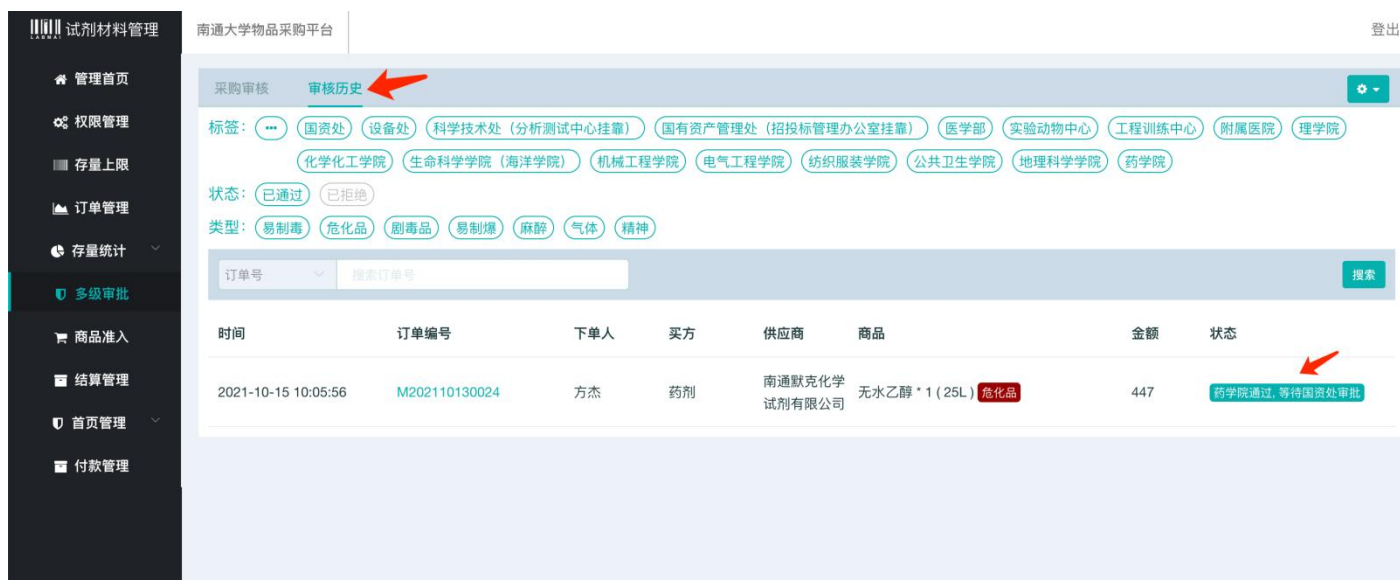 LABMAI 试剂材料管理
南通大学物品采购平台
登出
管理首页
权限管理
存量上限
订单管理
存量统计
多级审批
商品准入
结算管理
首页管理
付款管理
采购审核 审核历史
标签： ••• 国资处 设备处 科学技术处（分析测试中心挂靠） 国有资产管理处（招投标管理办公室挂靠） 医学部 实验动物中心 工程训练中心 附属医院 理学院
化学化工学院 生命科学学院（海洋学院） 机械工程学院 电气工程学院 纺织服装学院 公共卫生学院 地理科学学院 药学院
状态： 已通过 已拒绝
类型： 易制毒 危化品 剧毒品 易制爆 麻醉 气体 精神
订单号 搜索订单号 搜索
时间 订单编号 下单人 买方 供应商 商品 金额 状态
2021-10-15 10:05:56 M202110130024 方杰 药剂 南通默克化学 无水乙醇 * 1 ( 25L ) 危化品 447 药学院通过, 等待国资处审批
试剂有限公司